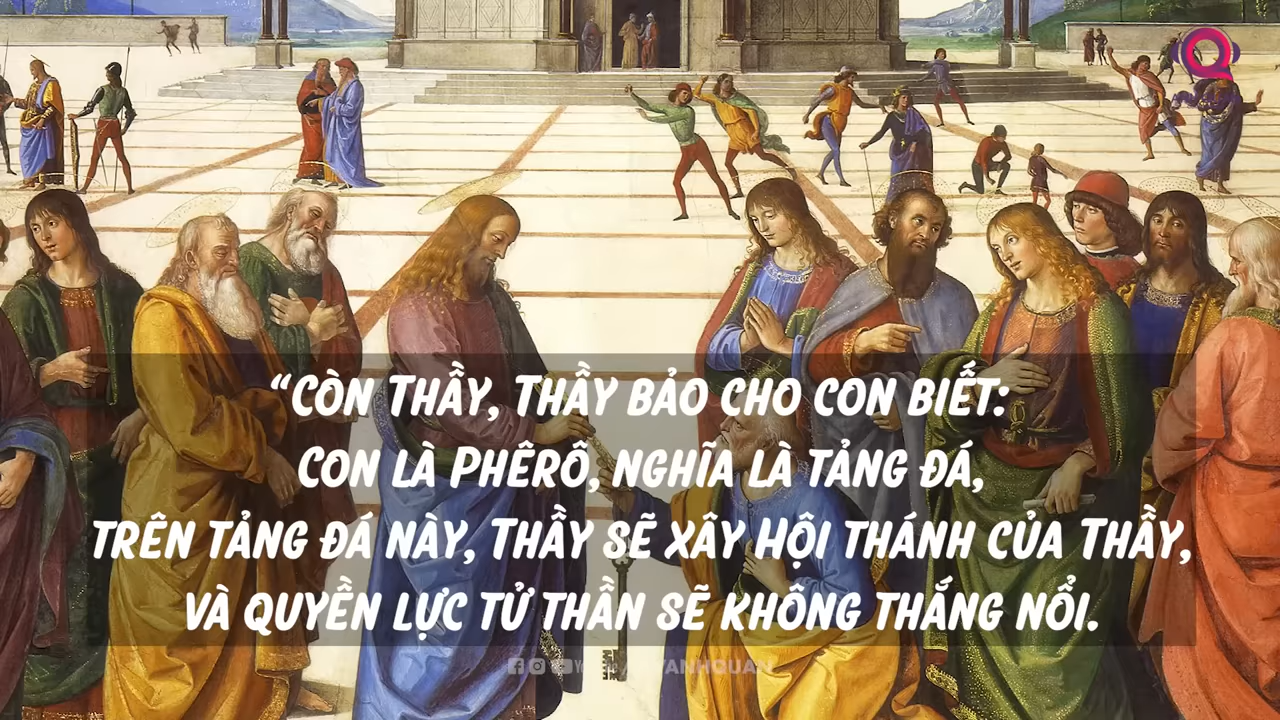 “CÒN THẦY, THẦY BẢO CHO CON BIẾT:
CON LÀ PHÊRÔ, NGHĨA LÀ TẢNG ĐÁ,
TRÊN TẢNG ĐÁ NÀY, THẦY SẼ XÂY HỘI THÁNH CỦA THẦY,
VÀ QUYỀN LỰC TỬ THẦN SẼ KHÔNG THẮNG NỔI.